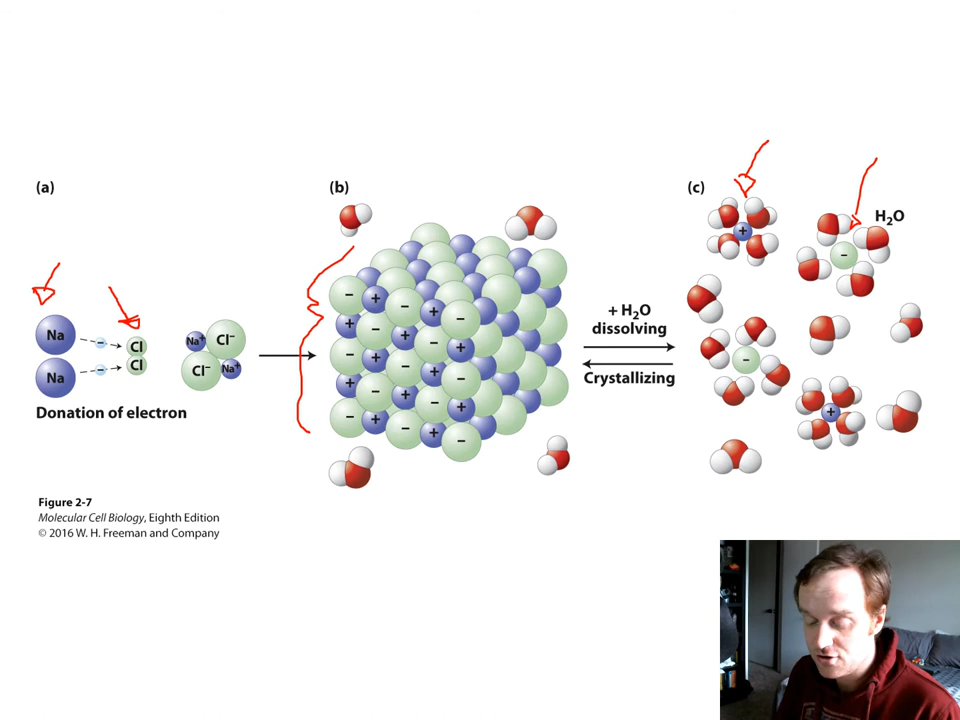 (a)
(b)
(c)
Na
Na
−
−
Cl
Cl
Na⁺
Cl⁻
Cl⁻
Na⁺
Donation of electron
−
+
−
+
−
+
−
+
−
+
−
+
−
+
−
+
−
+
−
+
−
+
−
+ H₂O
dissolving
Crystallizing
+
H₂O
−
−
+
Figure 2-7
Molecular Cell Biology, Eighth Edition
© 2016 W. H. Freeman and Company